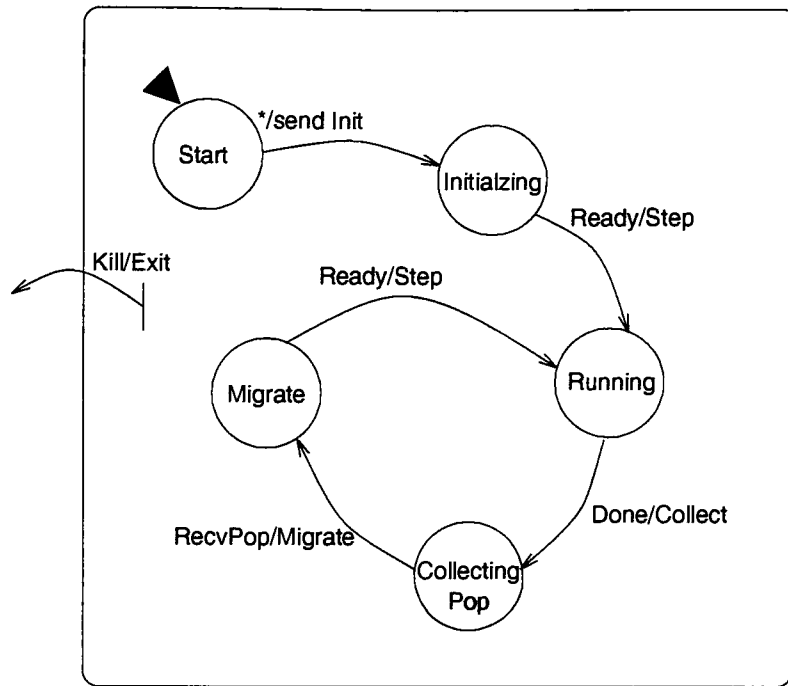 */send Init
Start
Initialzing
Ready/Step
Kill/Exit
Ready/Step
Running
Migrate
Done/Collect
RecvPop/Migrate
Collecting
Pop